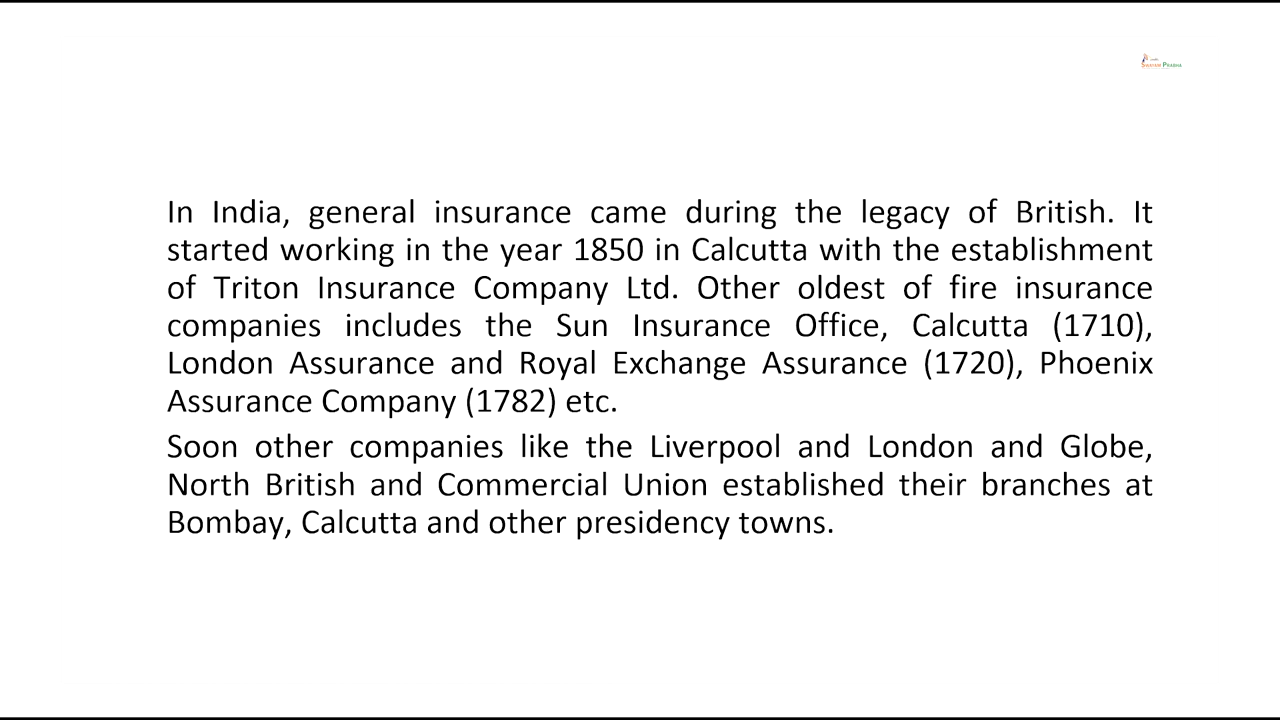 Swayam Prabha
In India, general insurance came during the legacy of British. It
started working in the year 1850 in Calcutta with the establishment
of Triton Insurance Company Ltd. Other oldest of fire insurance
companies includes the Sun Insurance Office, Calcutta (1710),
London Assurance and Royal Exchange Assurance (1720), Phoenix
Assurance Company (1782) etc.
Soon other companies like the Liverpool and London and Globe,
North British and Commercial Union established their branches at
Bombay, Calcutta and other presidency towns.